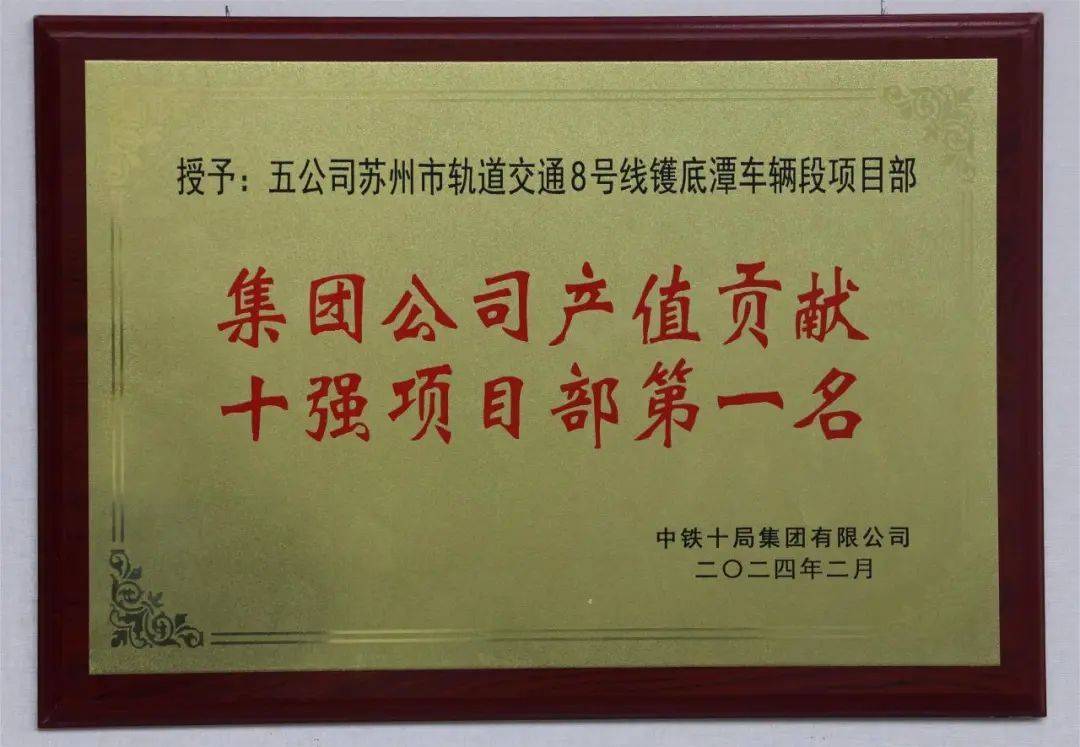 授予：五公司苏州市轨道交通8号线镬底潭车辆段项目部
集团公司产值贡献
十强项目部第一名
中铁十局集团有限公司
二〇二四年二月